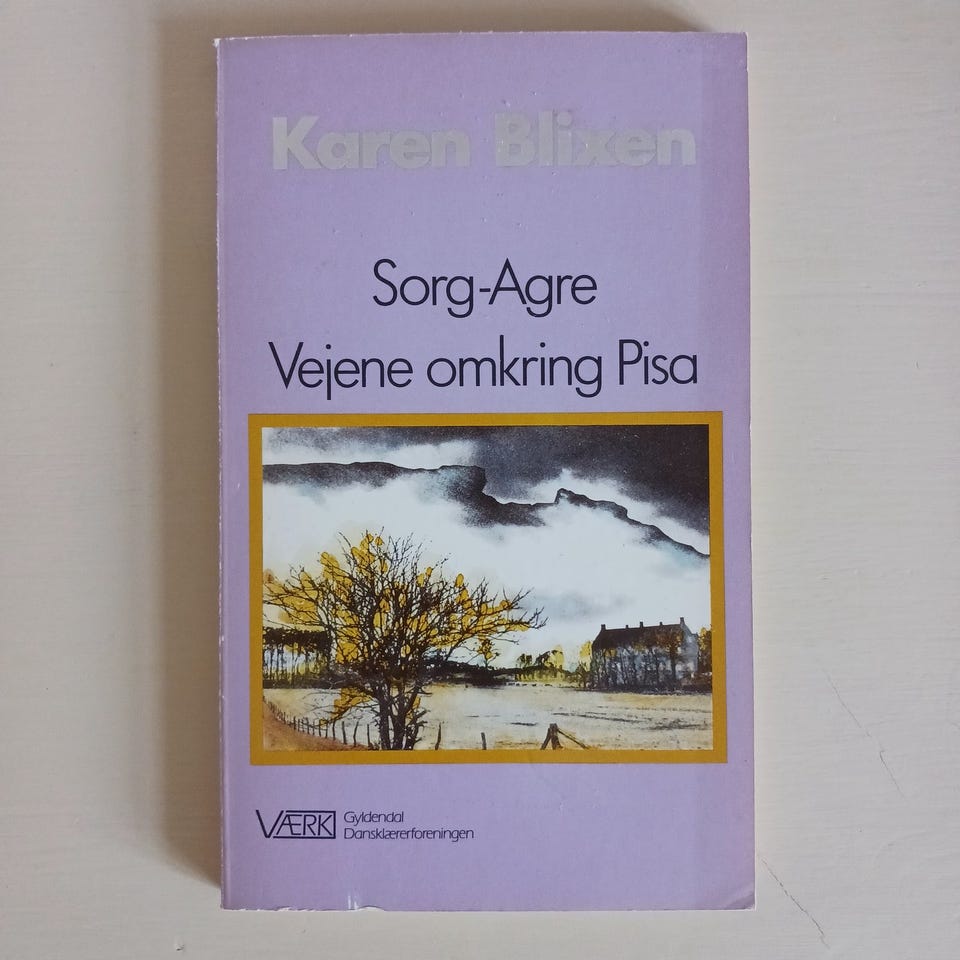 Karen Blixen
Sorg-Agre
Vejene omkring Pisa
VÆRK
Gyldendal
Dansklærerforeningen